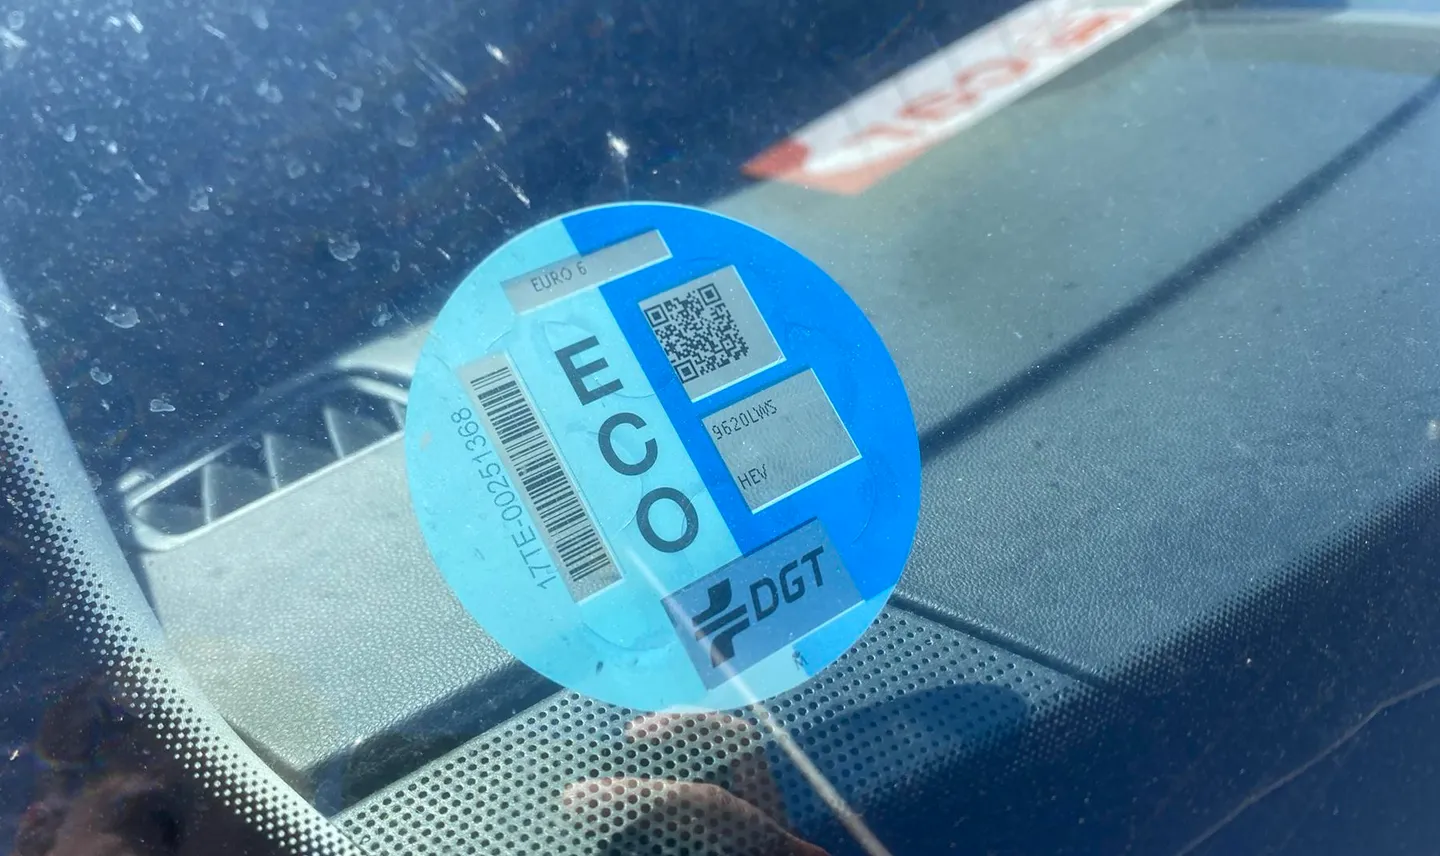 EURO 6
ECO
17TE-00251368
9620LWS
HEV
DGT